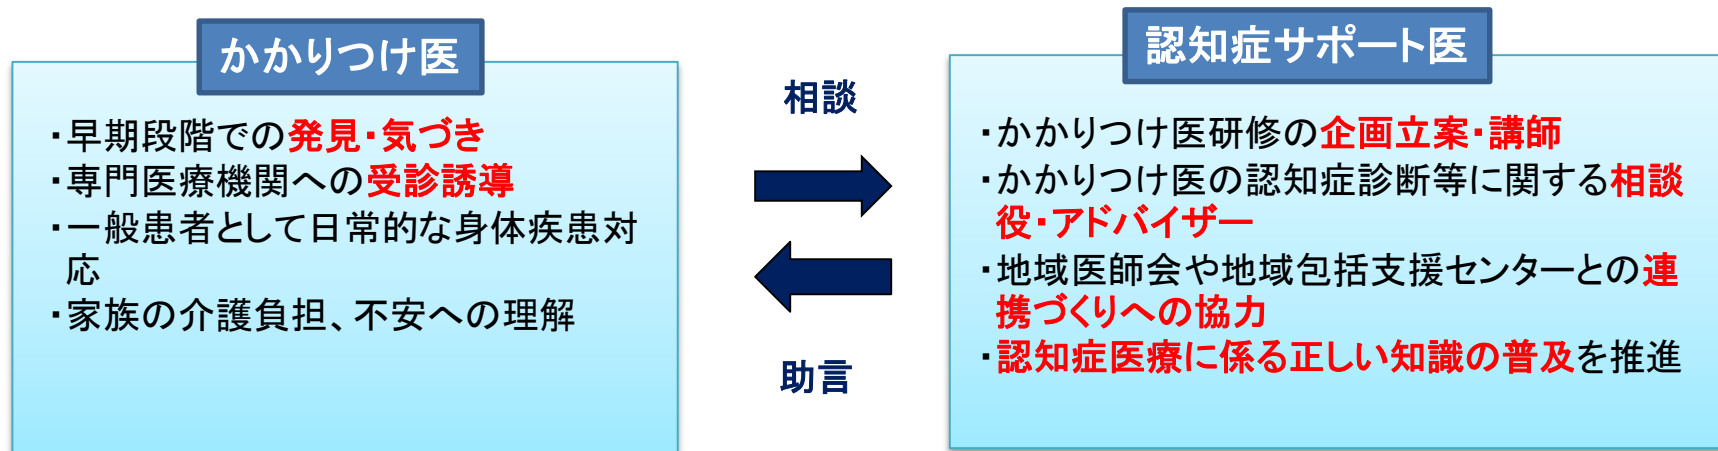 かかりつけ医
・早期段階での発見・気づき
・専門医療機関への受診誘導
・一般患者として日常的な身体疾患対
応
・家族の介護負担、不安への理解
相談
助言
認知症サポート医
・かかりつけ医研修の企画立案・講師
・かかりつけ医の認知症診断等に関する相談
役・アドバイザー
・地域医師会や地域包括支援センターとの連
携づくりへの協力
・認知症医療に係る正しい知識の普及を推進